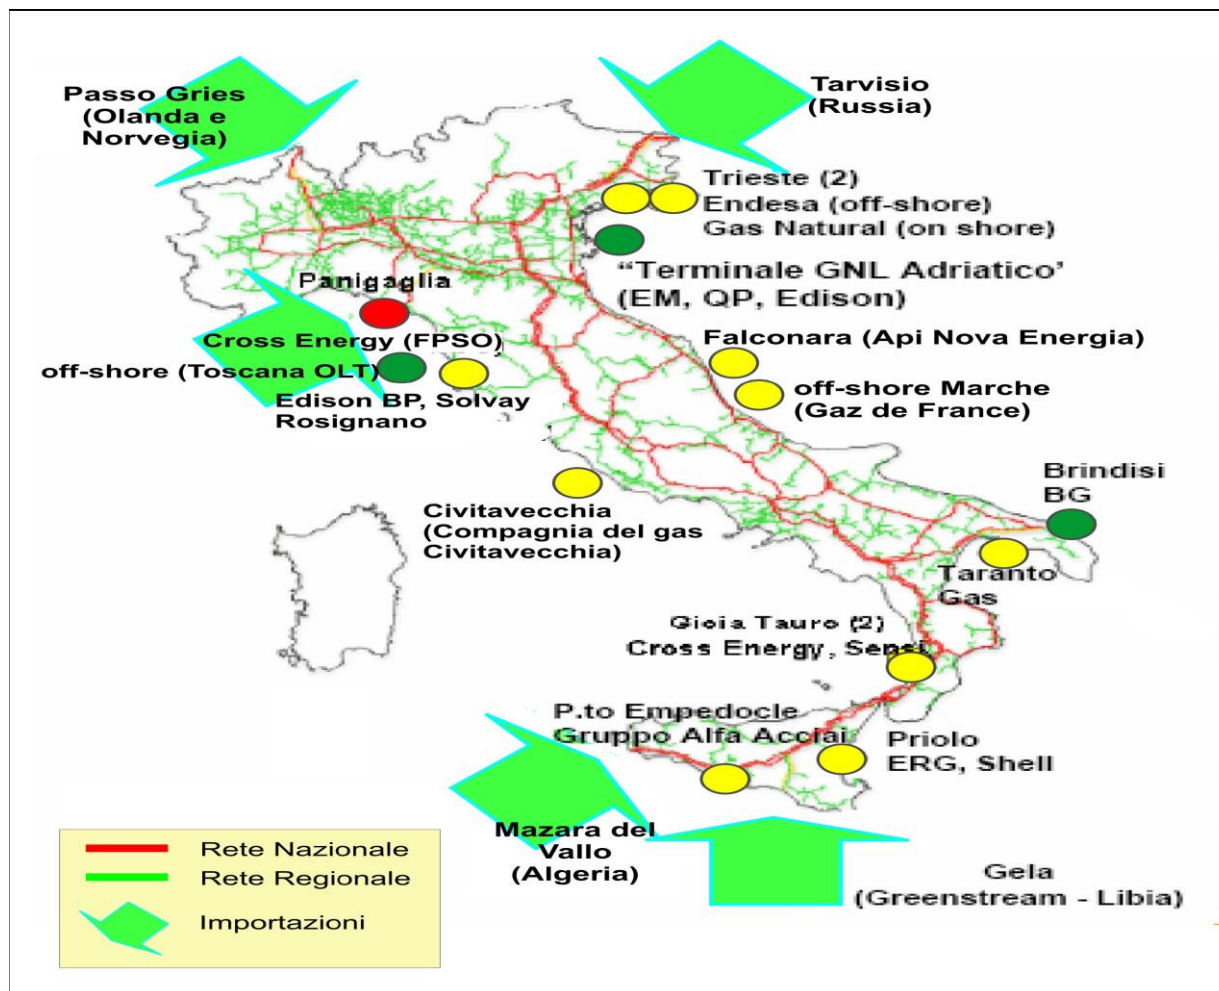 Passo Gries
(Olanda e
Norvegia)
Tarvisio
(Russia)
Trieste (2)
Endesa (off-shore)
Gas Natural (on shore)
“Terminale GNL Adriatico’
(EM, QP, Edison)
Panigaglia
Cross Energy (FPSO)
off-shore (Toscana OLT)
Edison BP, Solvay
Rosignano
Falconara (Api Nova Energia)
off-shore Marche
(Gaz de France)
Civitavecchia
(Compagnia del gas
Civitavecchia)
Brindisi
BG
Taranto
Gas
Gioia Tauro (2)
Cross Energy, Sensi
P.to Empedocle
Gruppo Alfa Acciai
Priolo
ERG, Shell
Mazara del
Vallo
(Algeria)
Gela
(Greenstream - Libia)
Rete Nazionale
Rete Regionale
Importazioni